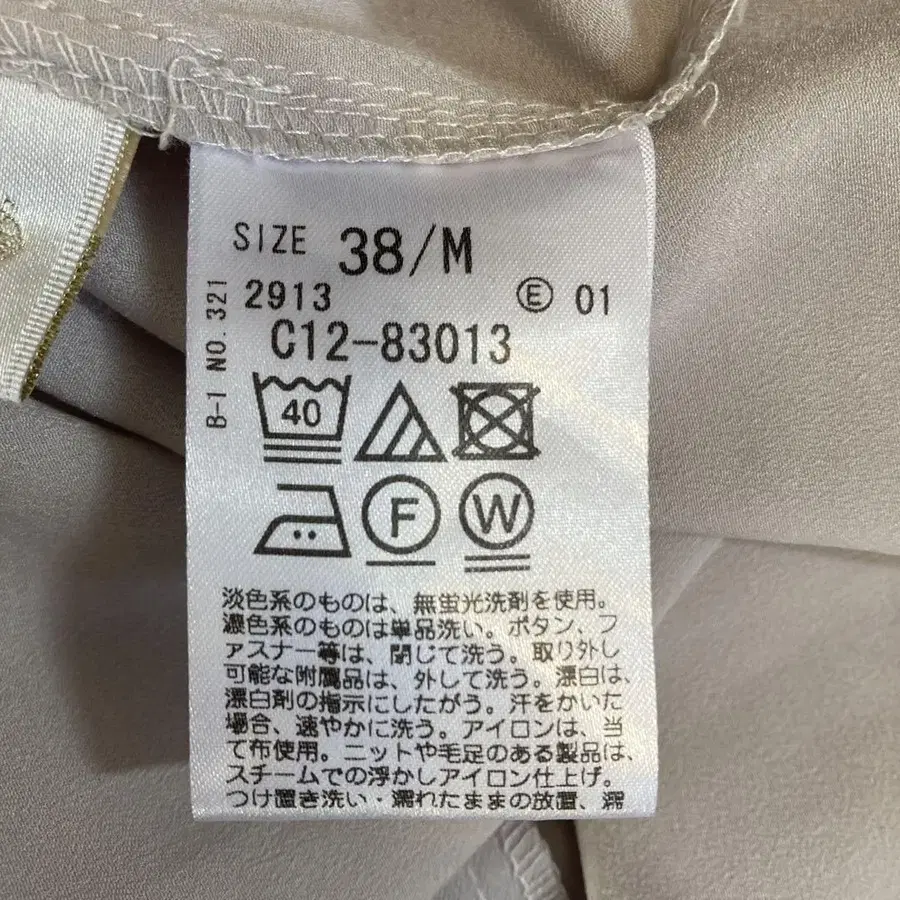 SIZE 38/M
2913 Ⓔ 01
C12-83013
B-1 NO.321
40
F W
淡色系のものは、無蛍光洗剤を使用。
濃色系のものは単品洗い。ボタン、フ
ァスナー等は、閉じて洗う。取り外し
可能な附属品は、外して洗う。漂白は、
漂白剤の指示にしたがう。汗をかいた
場合、速やかに洗う。アイロンは、当
て布使用。ニットや毛足のある製品は、
スチームでの浮かしアイロン仕上げ。
つけ置き洗い・濡れたままの放置、濡